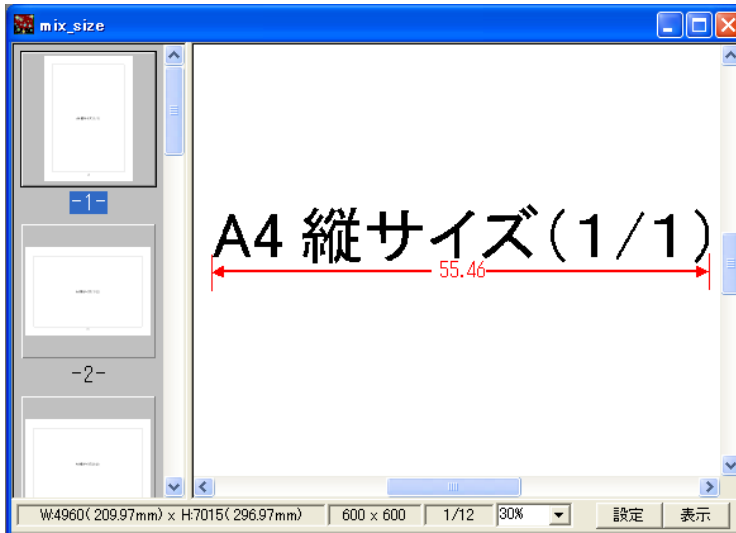 mix_size
-1-
-2-
A4 縦サイズ(1/1)
55.46
W:4960( 209.97mm) x H:7015( 296.97mm)
600 x 600
1/12
30%
設定
表示